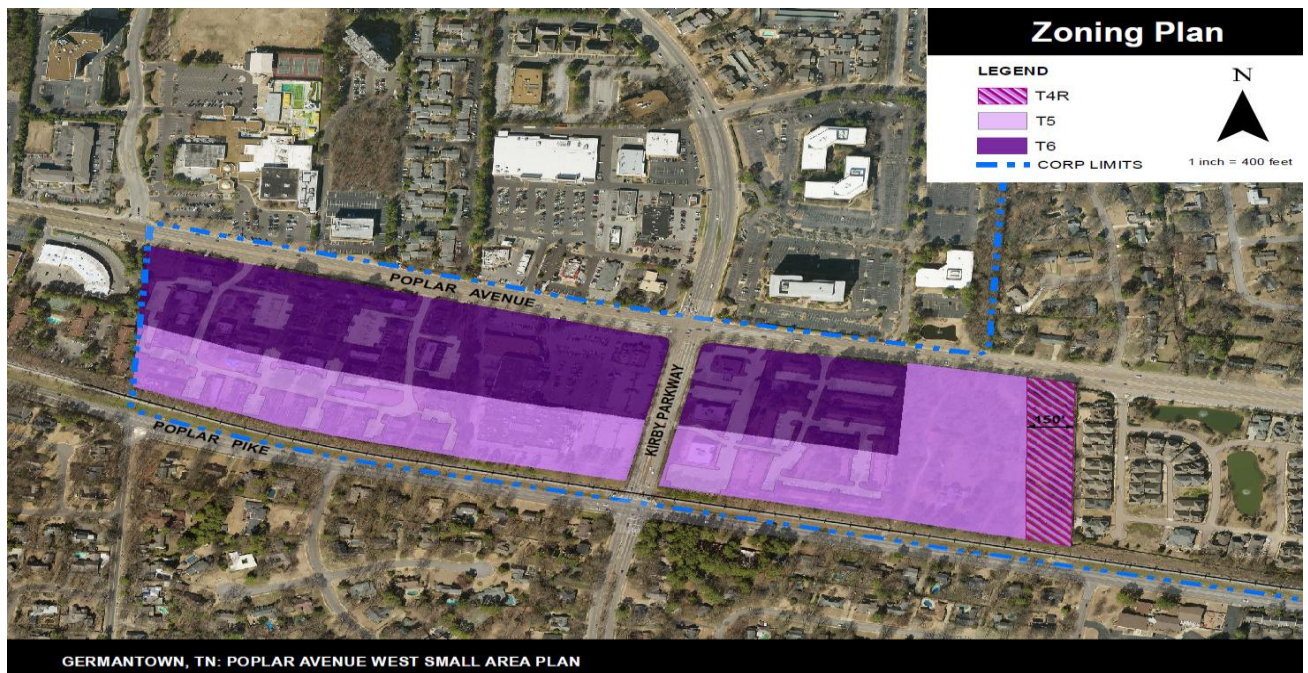 Zoning Plan
LEGEND
T4R
T5
T6
CORP LIMITS
N
1 inch = 400 feet
POPLAR AVENUE
KIRBY PARKWAY
150'
POPLAR PIKE
GERMANTOWN, TN: POPLAR AVENUE WEST SMALL AREA PLAN